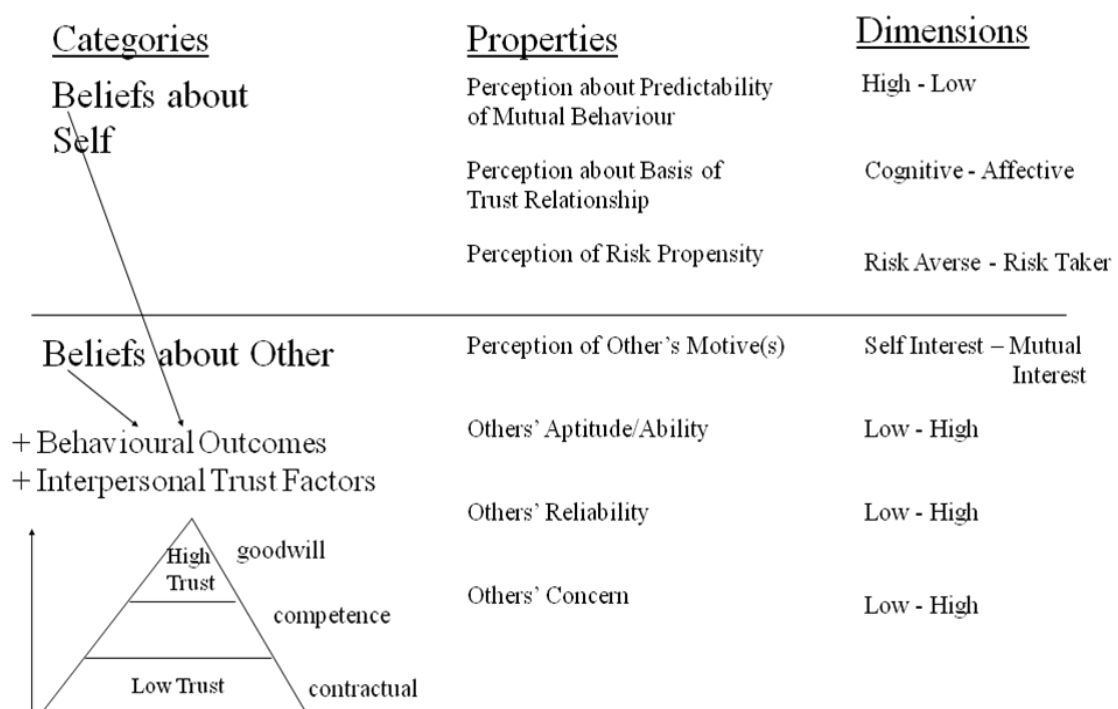 Categories
Properties
Dimensions
Beliefs about
Self
Perception about Predictability
of Mutual Behaviour
High - Low
Perception about Basis of
Trust Relationship
Cognitive - Affective
Perception of Risk Propensity
Risk Averse - Risk Taker
Beliefs about Other
Perception of Other's Motive(s)
Self Interest – Mutual
Interest
+ Behavioural Outcomes
+ Interpersonal Trust Factors
Others' Aptitude/Ability
Low - High
Others' Reliability
Low - High
Others' Concern
Low - High
High
Trust
goodwill
competence
Low Trust
contractual